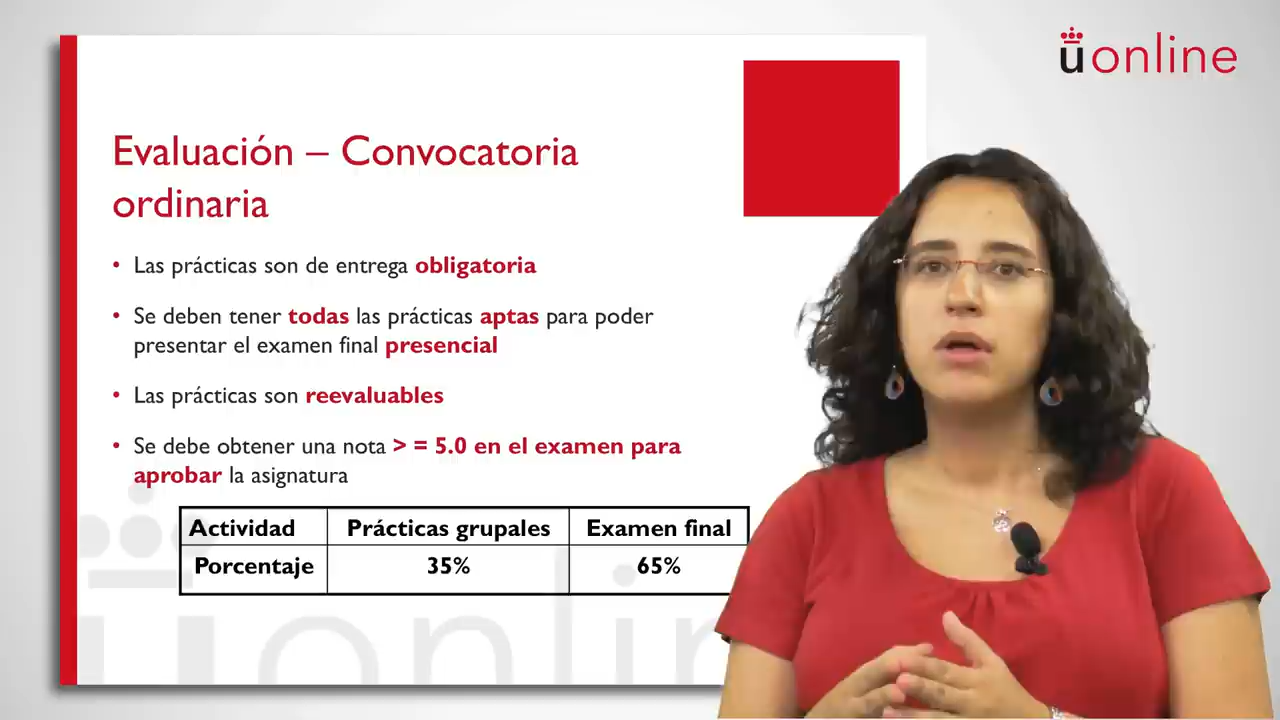 uonline
Evaluación – Convocatoria
ordinaria
• Las prácticas son de entrega obligatoria
• Se deben tener todas las prácticas aptas para poder
presentar el examen final presencial
• Las prácticas son reevaluables
• Se debe obtener una nota > = 5.0 en el examen para
aprobar la asignatura
Actividad Prácticas grupales Examen final
Porcentaje 35% 65%
uonlin